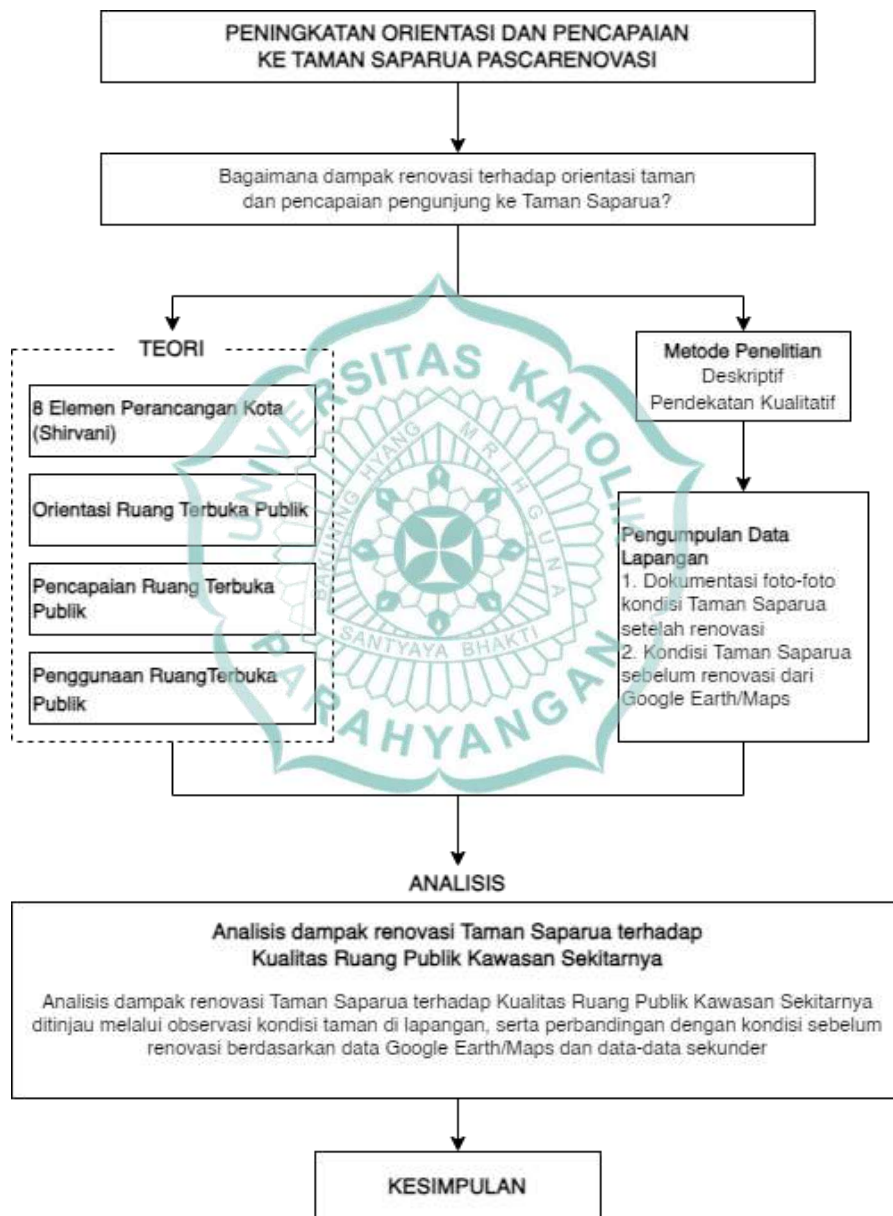 PENINGKATAN ORIENTASI DAN PENCAPAIAN
KE TAMAN SAPARUA PASCARENOVASI
Bagaimana dampak renovasi terhadap orientasi taman
dan pencapaian pengunjung ke Taman Saparua?
TEORI
8 Elemen Perancangan Kota
(Shirvani)
Orientasi Ruang Terbuka Publik
Pencapaian Ruang Terbuka
Publik
Penggunaan RuangTerbuka
Publik
Metode Penelitian
Deskriptif
Pendekatan Kualitatif
Pengumpulan Data
Lapangan
1. Dokumentasi foto-foto
kondisi Taman Saparua
setelah renovasi
2. Kondisi Taman Saparua
sebelum renovasi dari
Google Earth/Maps
UNIVERSITAS KATOLIK
PARAHYANGAN
BAKUNING HYANG MRIH GUNA
SANTYAYA BHAKTI
ANALISIS
Analisis dampak renovasi Taman Saparua terhadap
Kualitas Ruang Publik Kawasan Sekitarnya
Analisis dampak renovasi Taman Saparua terhadap Kualitas Ruang Publik Kawasan Sekitarnya
ditinjau melalui observasi kondisi taman di lapangan, serta perbandingan dengan kondisi sebelum
renovasi berdasarkan data Google Earth/Maps dan data-data sekunder
KESIMPULAN